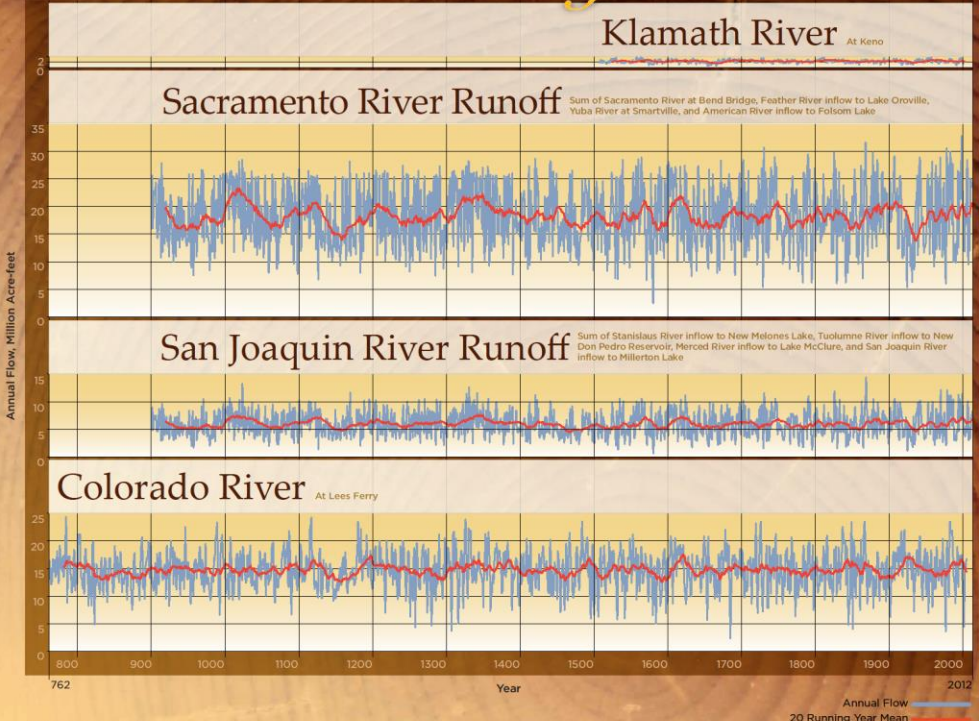 Klamath River At Keno
2
0
Sacramento River Runoff Sum of Sacramento River at Bend Bridge, Feather River inflow to Lake Oroville,
Yuba River at Smartville, and American River inflow to Folsom Lake
35
30
25
20
15
10
5
0
San Joaquin River Runoff Sum of Stanislaus River inflow to New Melones Lake, Tuolumne River inflow to New
Don Pedro Reservoir, Merced River inflow to Lake McClure, and San Joaquin River
inflow to Millerton Lake
15
10
5
0
Colorado River At Lees Ferry
25
20
15
10
5
0
Annual Flow, Million Acre-feet
800 900 1000 1100 1200 1300 1400 1500 1600 1700 1800 1900 2000
762 Year 2012
Annual Flow
20 Running Year Mean